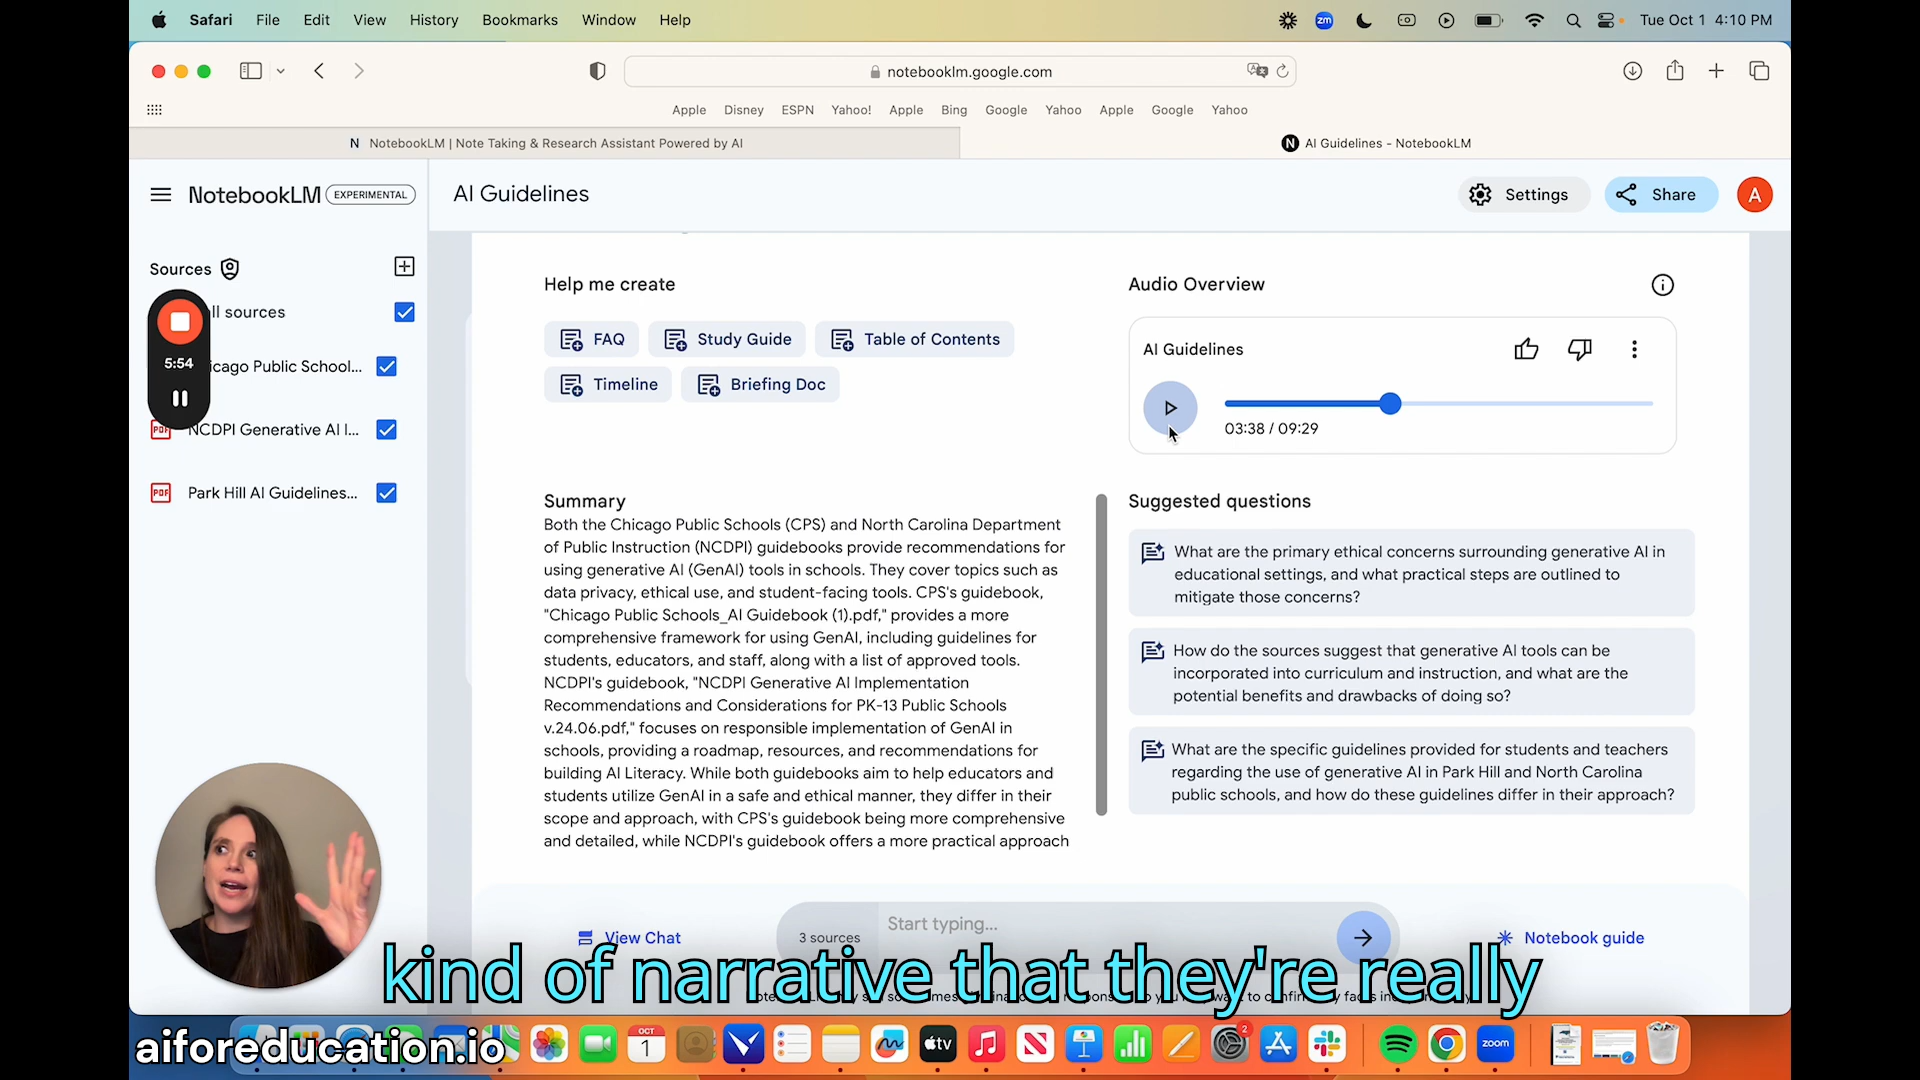 Safari File Edit View History Bookmarks Window Help
zm
Tue Oct 1 4:10 PM
notebooklm.google.com
Apple Disney ESPN Yahoo! Apple Bing Google Yahoo Apple Google Yahoo
N NotebookLM | Note Taking & Research Assistant Powered by AI
N AI Guidelines - NotebookLM
NotebookLM EXPERIMENTAL
AI Guidelines
Settings
Share
A
Sources
ll sources
5:54
icago Public School...
PDF NCDPI Generative AI I...
PDF Park Hill AI Guidelines...
Help me create
FAQ
Study Guide
Table of Contents
Timeline
Briefing Doc
Audio Overview
AI Guidelines
03:38 / 09:29
Summary
Both the Chicago Public Schools (CPS) and North Carolina Department
of Public Instruction (NCDPI) guidebooks provide recommendations for
using generative AI (GenAI) tools in schools. They cover topics such as
data privacy, ethical use, and student-facing tools. CPS's guidebook,
"Chicago Public Schools_AI Guidebook (1).pdf," provides a more
comprehensive framework for using GenAI, including guidelines for
students, educators, and staff, along with a list of approved tools.
NCDPI's guidebook, "NCDPI Generative AI Implementation
Recommendations and Considerations for PK-13 Public Schools
v.24.06.pdf," focuses on responsible implementation of GenAI in
schools, providing a roadmap, resources, and recommendations for
building AI Literacy. While both guidebooks aim to help educators and
students utilize GenAI in a safe and ethical manner, they differ in their
scope and approach, with CPS's guidebook being more comprehensive
and detailed, while NCDPI's guidebook offers a more practical approach
Suggested questions
What are the primary ethical concerns surrounding generative AI in
educational settings, and what practical steps are outlined to
mitigate those concerns?
How do the sources suggest that generative AI tools can be
incorporated into curriculum and instruction, and what are the
potential benefits and drawbacks of doing so?
What are the specific guidelines provided for students and teachers
regarding the use of generative AI in Park Hill and North Carolina
public schools, and how do these guidelines differ in their approach?
View Chat
3 sources
Start typing...
Notebook guide
kind of narrative that they're really
aiforeducation.io
OCT
1
tv
2
zoom